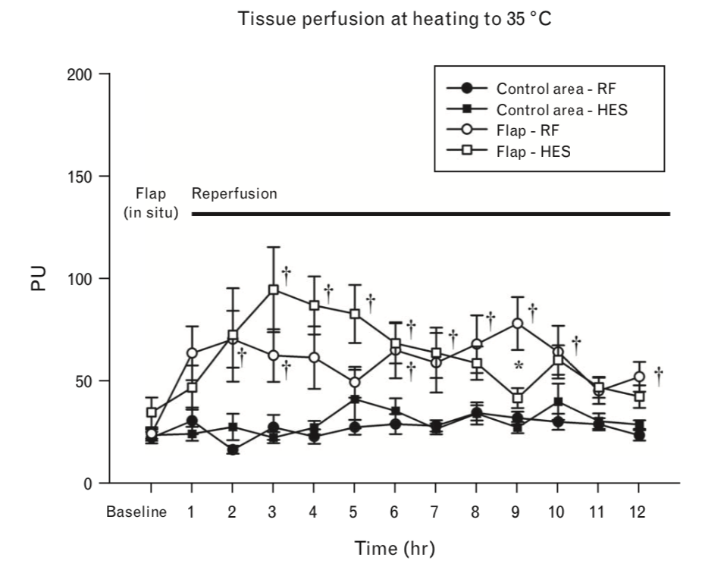 Tissue perfusion at heating to 35 °C
200
Control area - RF
Control area - HES
Flap - RF
Flap - HES
150
Flap
(in situ)
Reperfusion
PU
100
†
†
†
†
†
†
†
†
†
†
†
*
50
0
Baseline 1 2 3 4 5 6 7 8 9 10 11 12
Time (hr)